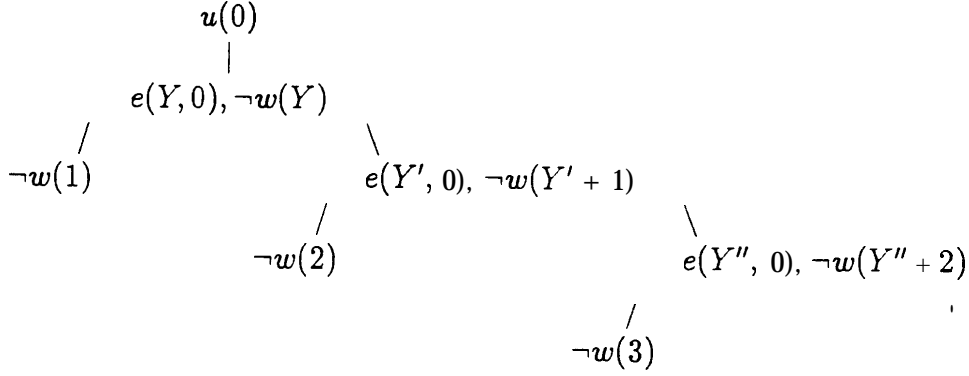 u(0)
e(Y, 0), ¬w(Y)
¬w(1)
e(Y′, 0), ¬w(Y′ + 1)
¬w(2)
e(Y″, 0), ¬w(Y″ + 2)
¬w(3)